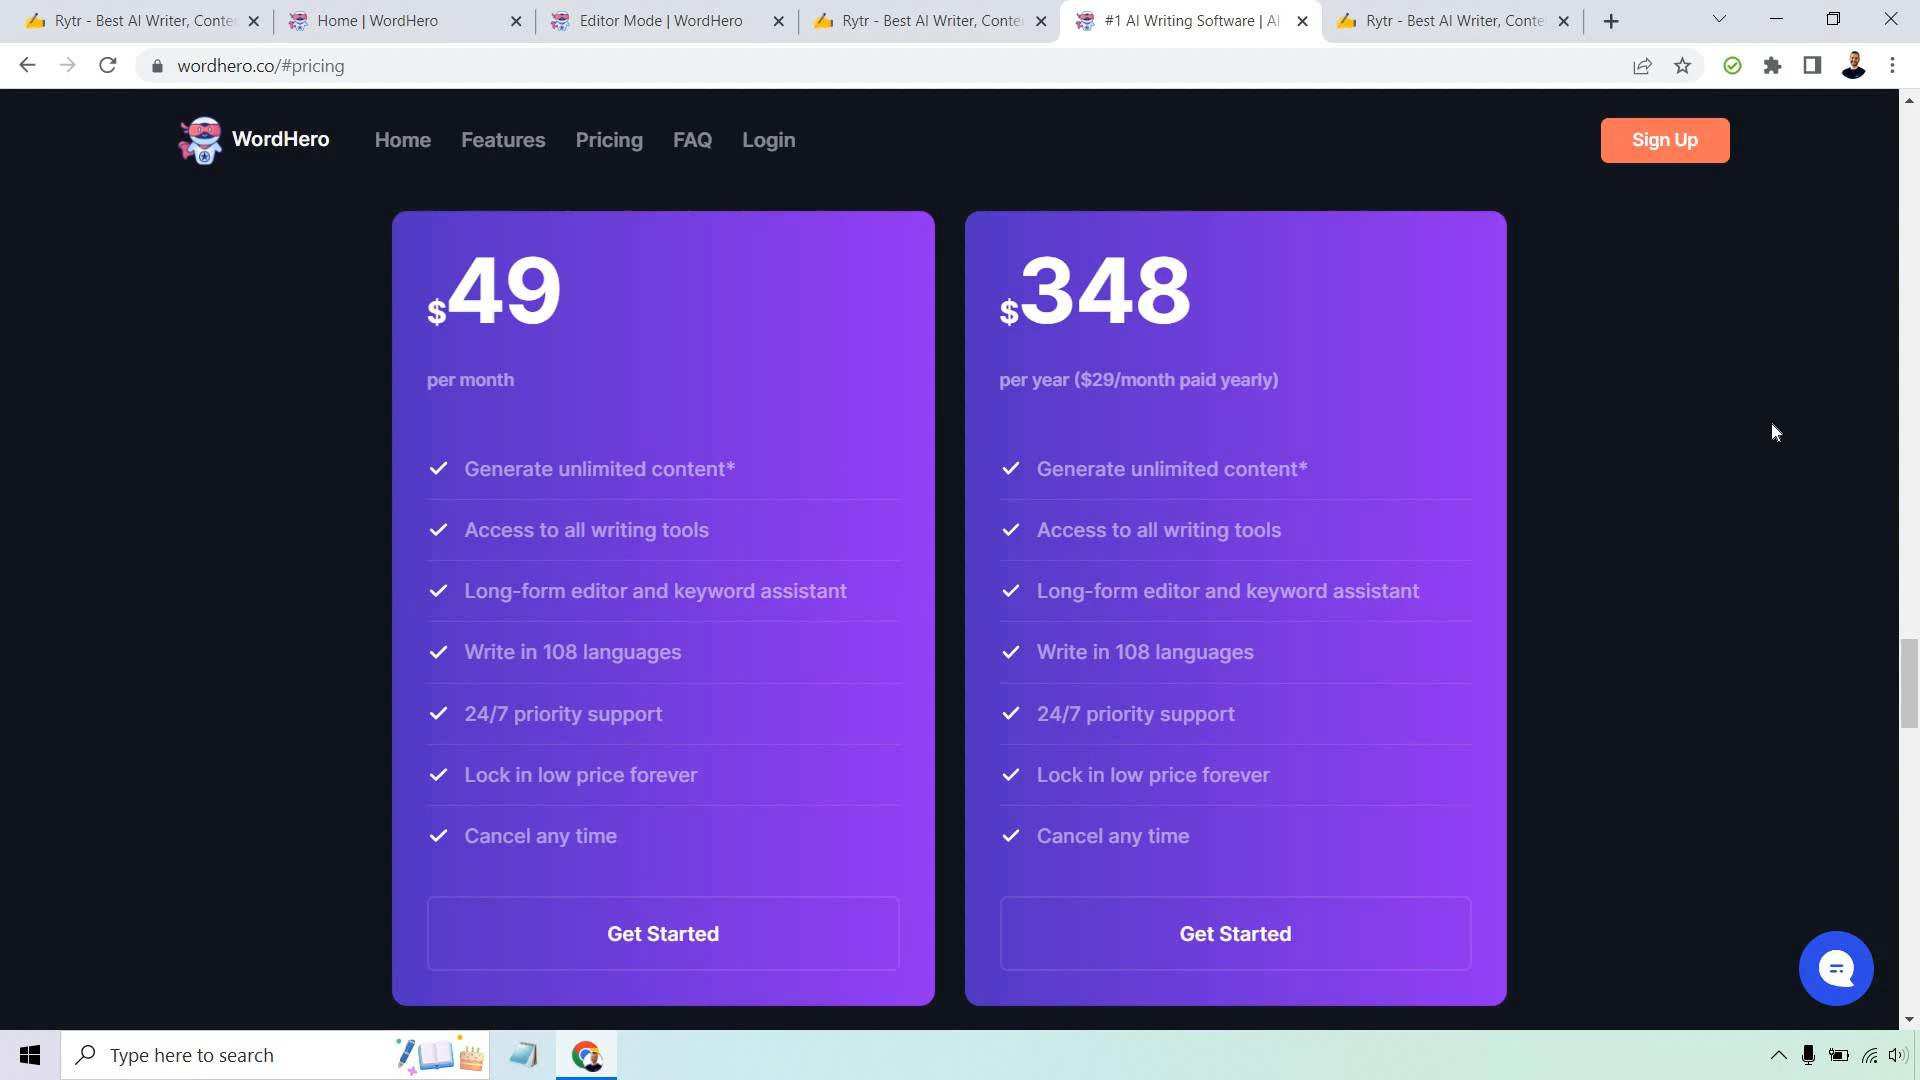 Rytr - Best AI Writer, Conte
Home | WordHero
Editor Mode | WordHero
Rytr - Best AI Writer, Conte
#1 AI Writing Software | AI
Rytr - Best AI Writer, Conte
wordhero.co/#pricing
WordHero
Home
Features
Pricing
FAQ
Login
Sign Up
$49
per month
Generate unlimited content*
Access to all writing tools
Long-form editor and keyword assistant
Write in 108 languages
24/7 priority support
Lock in low price forever
Cancel any time
Get Started
$348
per year ($29/month paid yearly)
Generate unlimited content*
Access to all writing tools
Long-form editor and keyword assistant
Write in 108 languages
24/7 priority support
Lock in low price forever
Cancel any time
Get Started
Type here to search